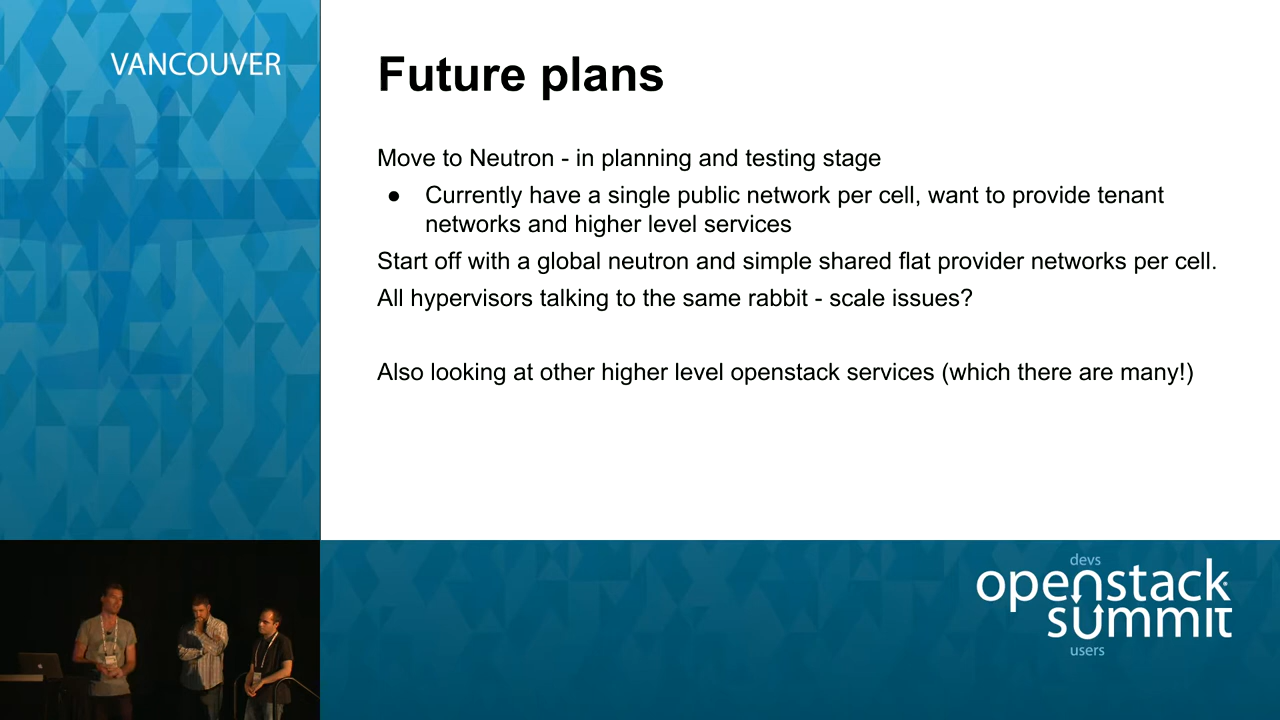 VANCOUVER
Future plans
Move to Neutron - in planning and testing stage
● Currently have a single public network per cell, want to provide tenant
networks and higher level services
Start off with a global neutron and simple shared flat provider networks per cell.
All hypervisors talking to the same rabbit - scale issues?
Also looking at other higher level openstack services (which there are many!)
devs
openstack
summit
users